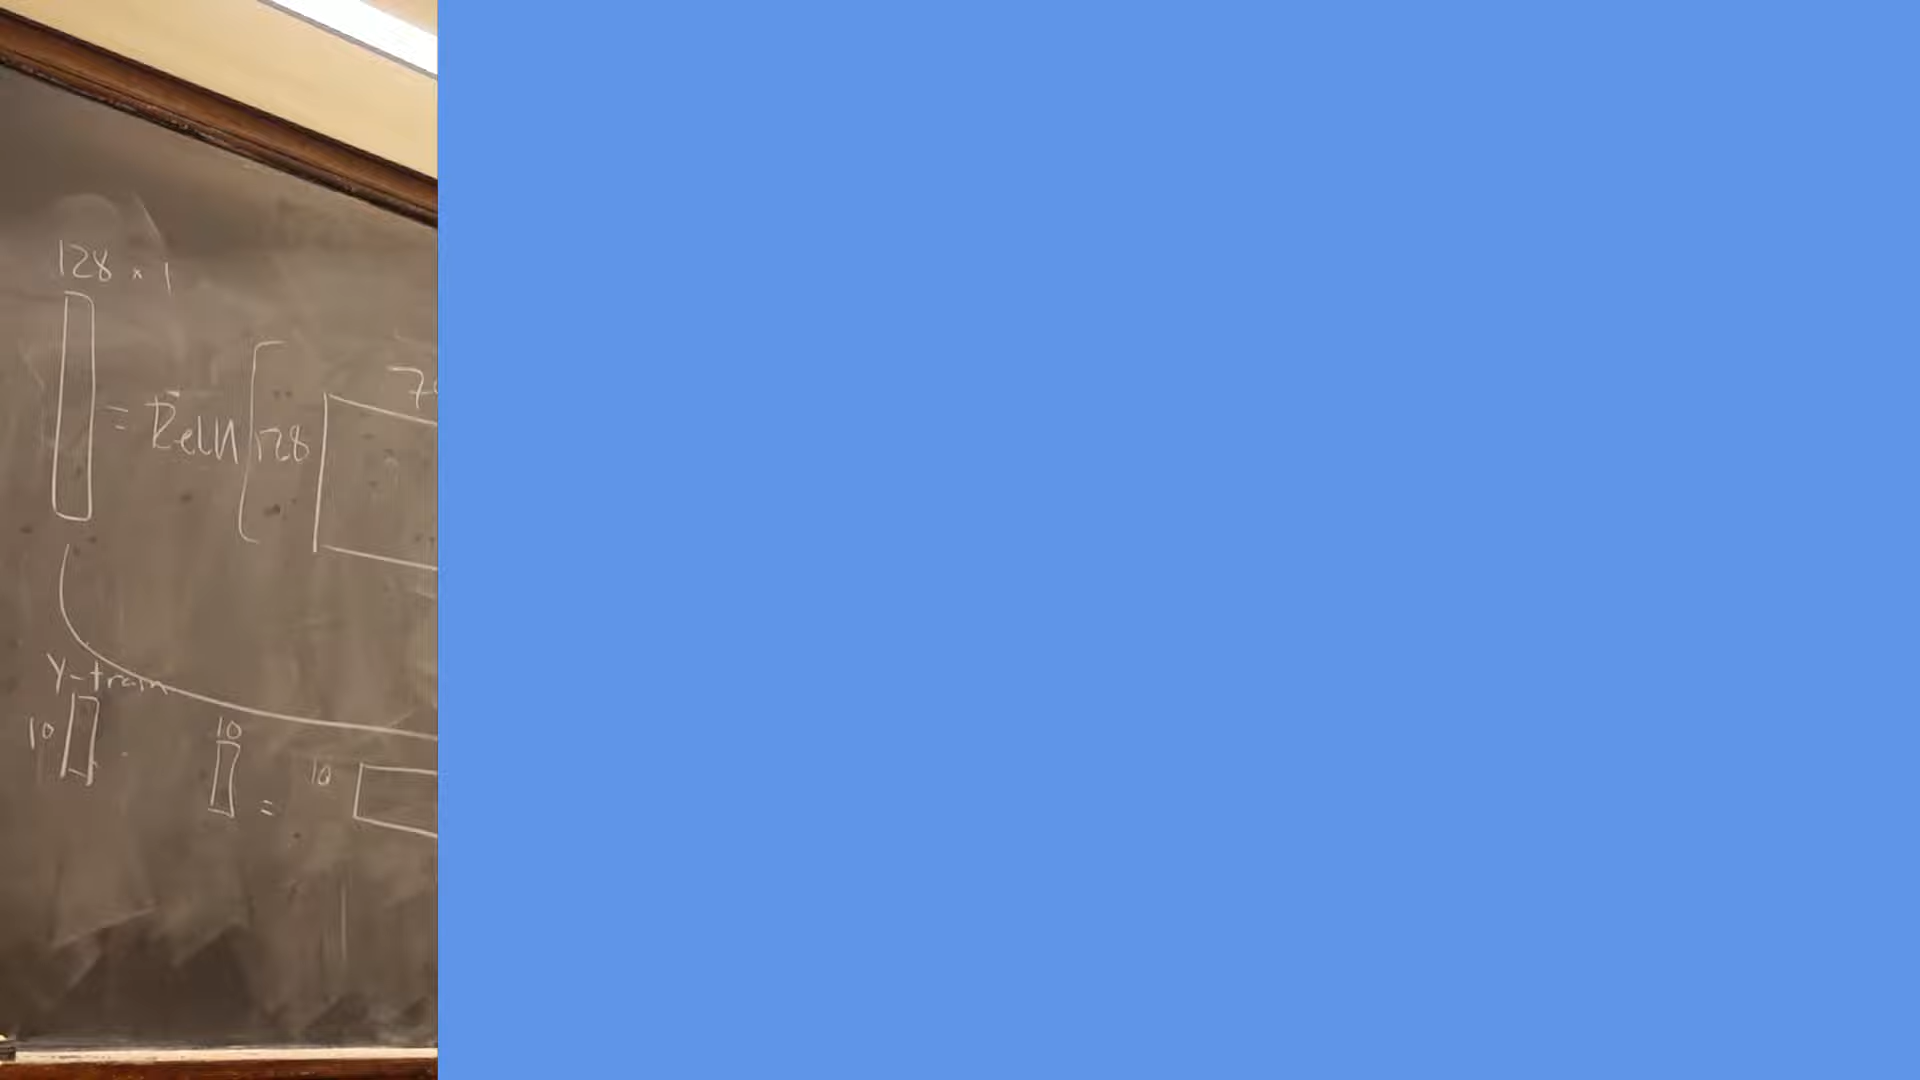 128 × 1
= Relu [ 128
Y-train
10
10
= 10